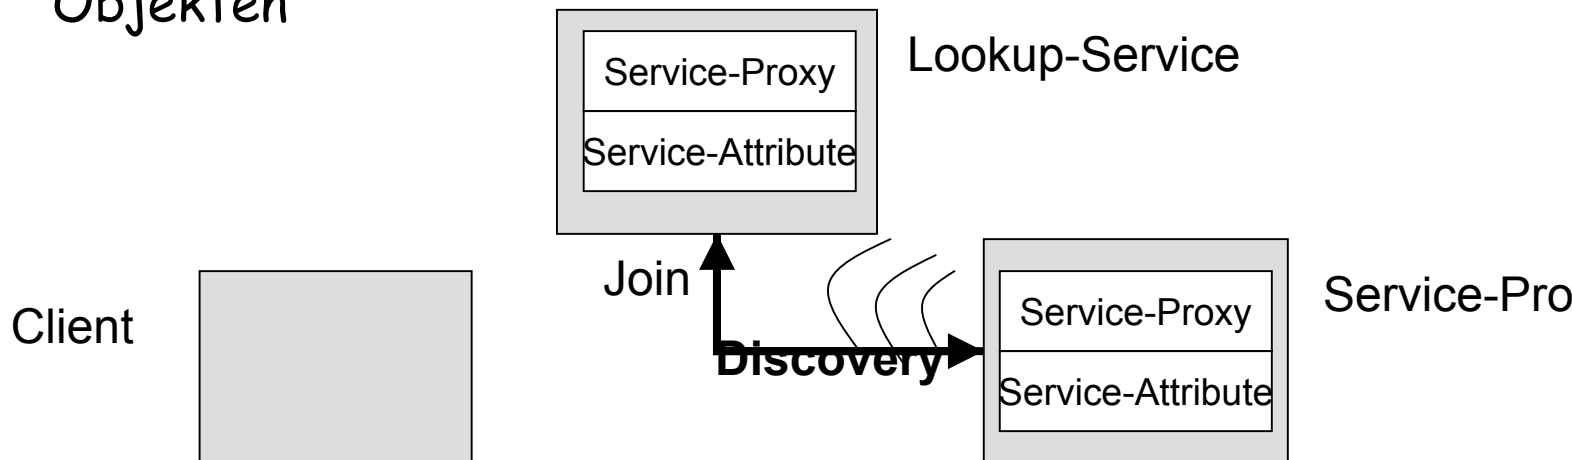 Objekten
Lookup-Service
Service-Proxy
Service-Attribute
Join
Discovery
Client
Service-Pro
Service-Proxy
Service-Attribute